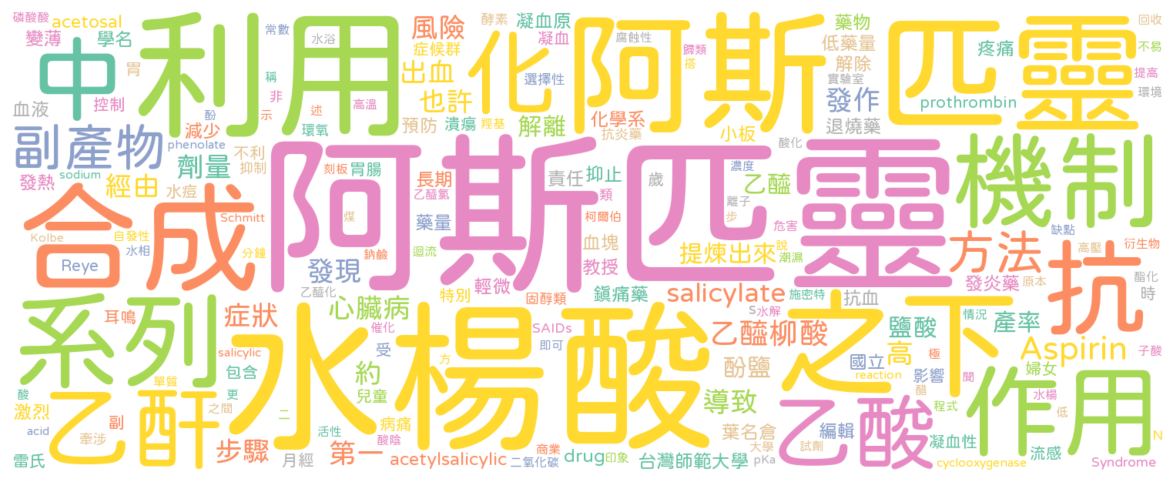 磷酸酸
acetosal
變薄
學名
中
利用
常數
水浴
酵素
風險
凝血原
凝血
症候群
出血
也許
化
腐蝕性
選擇性
阿斯匹靈
歸類
搭
藥物
低藥量
解除
實驗室
發作
退燒藥
疼痛
prothrombin
匹靈
回收
不易
提高
環境
血液
控制
胃
稱
非
酚
示
述
高溫
減少
環氧
預防
潰瘍
羥基
解離
化學系
抗炎藥
小板
酸化
副產物
phenolate
sodium
發熱
經由
劑量
不利
抑制
水痘
刻板
胃腸
阿斯匹靈
長期
乙醯氯
藥量
迴流
責任
抑止
類
柯爾伯
歲
濃度
乙醯
離子
步
危害
機制
合成
Schmitt
Kolbe
自發性
水相
Reye
分鐘
煤
鈉鹼
發現
乙醯化
輕微
教授
血塊
提煉出來
說
潮濕
方法
缺點
高壓
衍生物
抗
系列
耳鳴
症狀
salicylic
心臟病
催化
特別
固醇類
SAIDs
即可
鎮痛藥
salicylate
施密特
s
水解
抗血
發炎藥
原本
酯化
時
水楊酸
乙醯柳酸
酚鹽
之下
鹽酸
情況
產率
高
極
國立
影響
reaction
聞
Aspirin
子酸
婦女
水楊
低
酸
激烈
單質
包含
更
受
約
兒童
方
導致
醋
程式
作用
乙酐
acid
副
牽涉
之間
二
活性
病痛
酸陰
葉名倉
乙酸
編輯
凝血性
流感
N
雷氏
步驟
月經
第一
acetylsalicylic
商業
二氧化碳
drug
印象
台灣師範大學
大學
pKa
試劑
cyclooxygenase
Syndrome